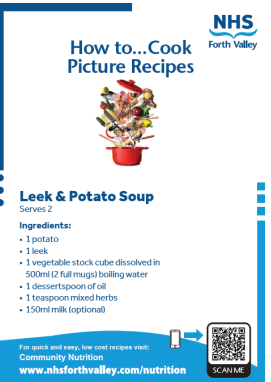 NHS
Forth Valley
How to...Cook
Picture Recipes
Leek & Potato Soup
Serves 2
Ingredients:
• 1 potato
• 1 leek
• 1 vegetable stock cube dissolved in
500ml (2 full mugs) boiling water
• 1 dessertspoon of oil
• 1 teaspoon mixed herbs
• 150ml milk (optional)
For quick and easy, low cost recipes visit:
Community Nutrition
www.nhsforthvalley.com/nutrition
SCAN ME